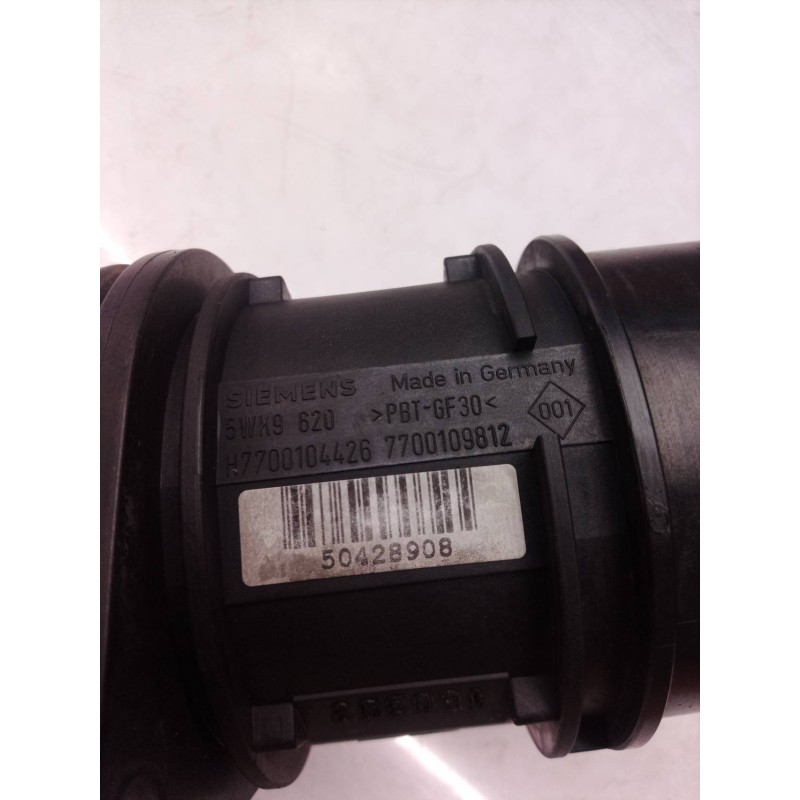 SIEMENS Made in Germany
5WK9 620 >PBT-GF30< 001
H7700104426 7700109812
50428908